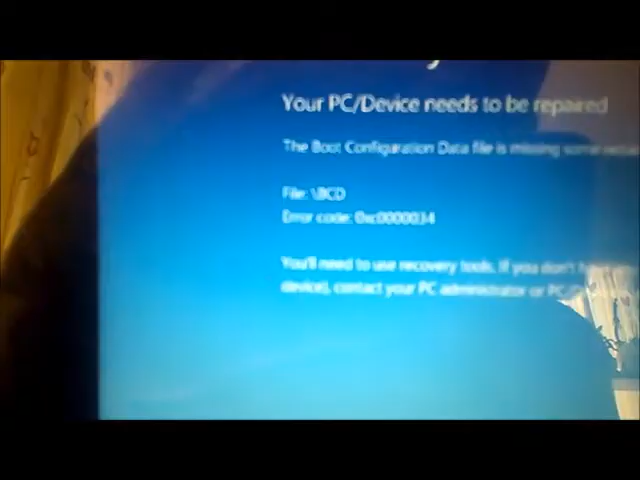 Your PC/Device needs to be repaired
The Boot Configuration Data file is missing some
File: \BCD
Error code: 0xc0000034
You'll need to use recovery tools. If you don't
device), contact your PC administrator or PC